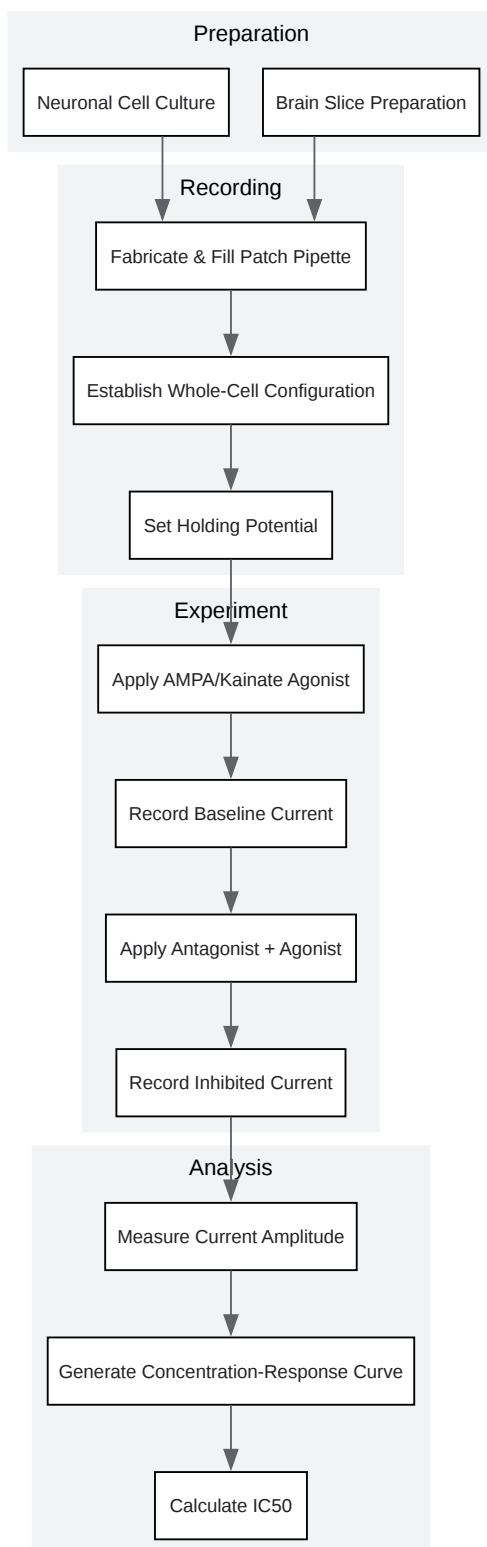 Preparation
Neuronal Cell Culture
Brain Slice Preparation
Recording
Fabricate & Fill Patch Pipette
Establish Whole-Cell Configuration
Set Holding Potential
Experiment
Apply AMPA/Kainate Agonist
Record Baseline Current
Apply Antagonist + Agonist
Record Inhibited Current
Analysis
Measure Current Amplitude
Generate Concentration-Response Curve
Calculate IC50